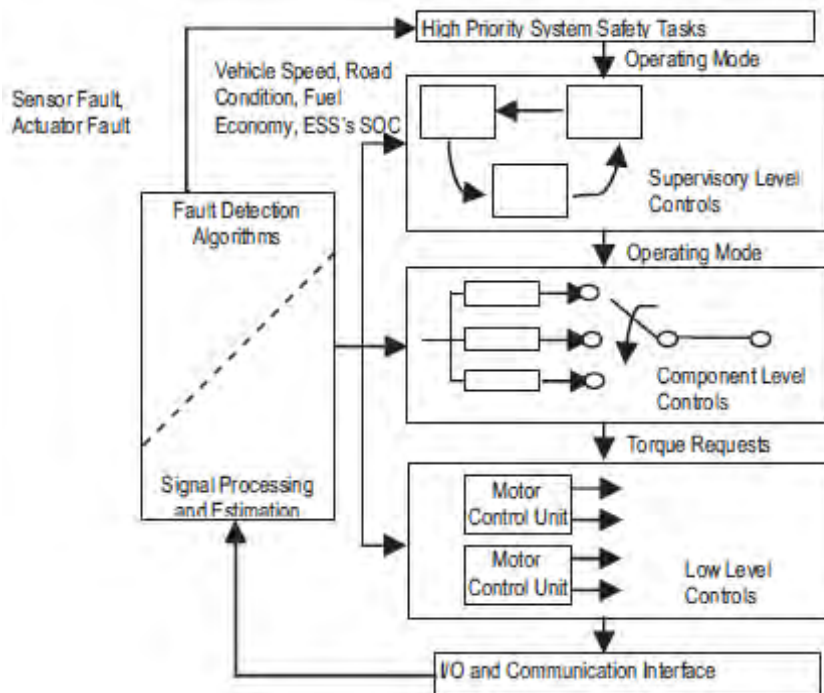 High Priority System Safety Tasks
Operating Mode
Sensor Fault,
Actuator Fault
Vehicle Speed, Road
Condition, Fuel
Economy, ESS's SOC
Supervisory Level
Controls
Fault Detection
Algorithms
Operating Mode
Component Level
Controls
Torque Requests
Signal Processing
and Estimation
Motor
Control Unit
Motor
Control Unit
Low Level
Controls
I/O and Communication Interface